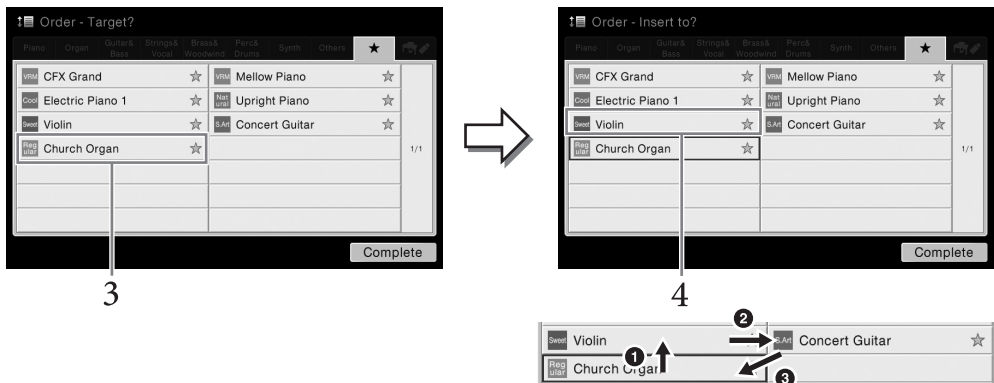 Order - Target?
Piano Organ Guitar& Bass Strings& Vocal Brass& Woodwind Perc& Drums Synth Others ★
VRM CFX Grand ☆ VRM Mellow Piano ☆
Cool Electric Piano 1 ☆ Nat ural Upright Piano ☆
Sweet Violin ☆ S.Art Concert Guitar ☆
Reg ular Church Organ ☆
1/1
Complete
3
Order - Insert to?
Piano Organ Guitar& Bass Strings& Vocal Brass& Woodwind Perc& Drums Synth Others ★
VRM CFX Grand ☆ VRM Mellow Piano ☆
Cool Electric Piano 1 ☆ Nat ural Upright Piano ☆
Sweet Violin ☆ S.Art Concert Guitar ☆
Reg ular Church Organ ☆
1/1
Complete
4
❷
Sweet Violin S.Art Concert Guitar ☆
❶
Reg ular Church Organ
❸